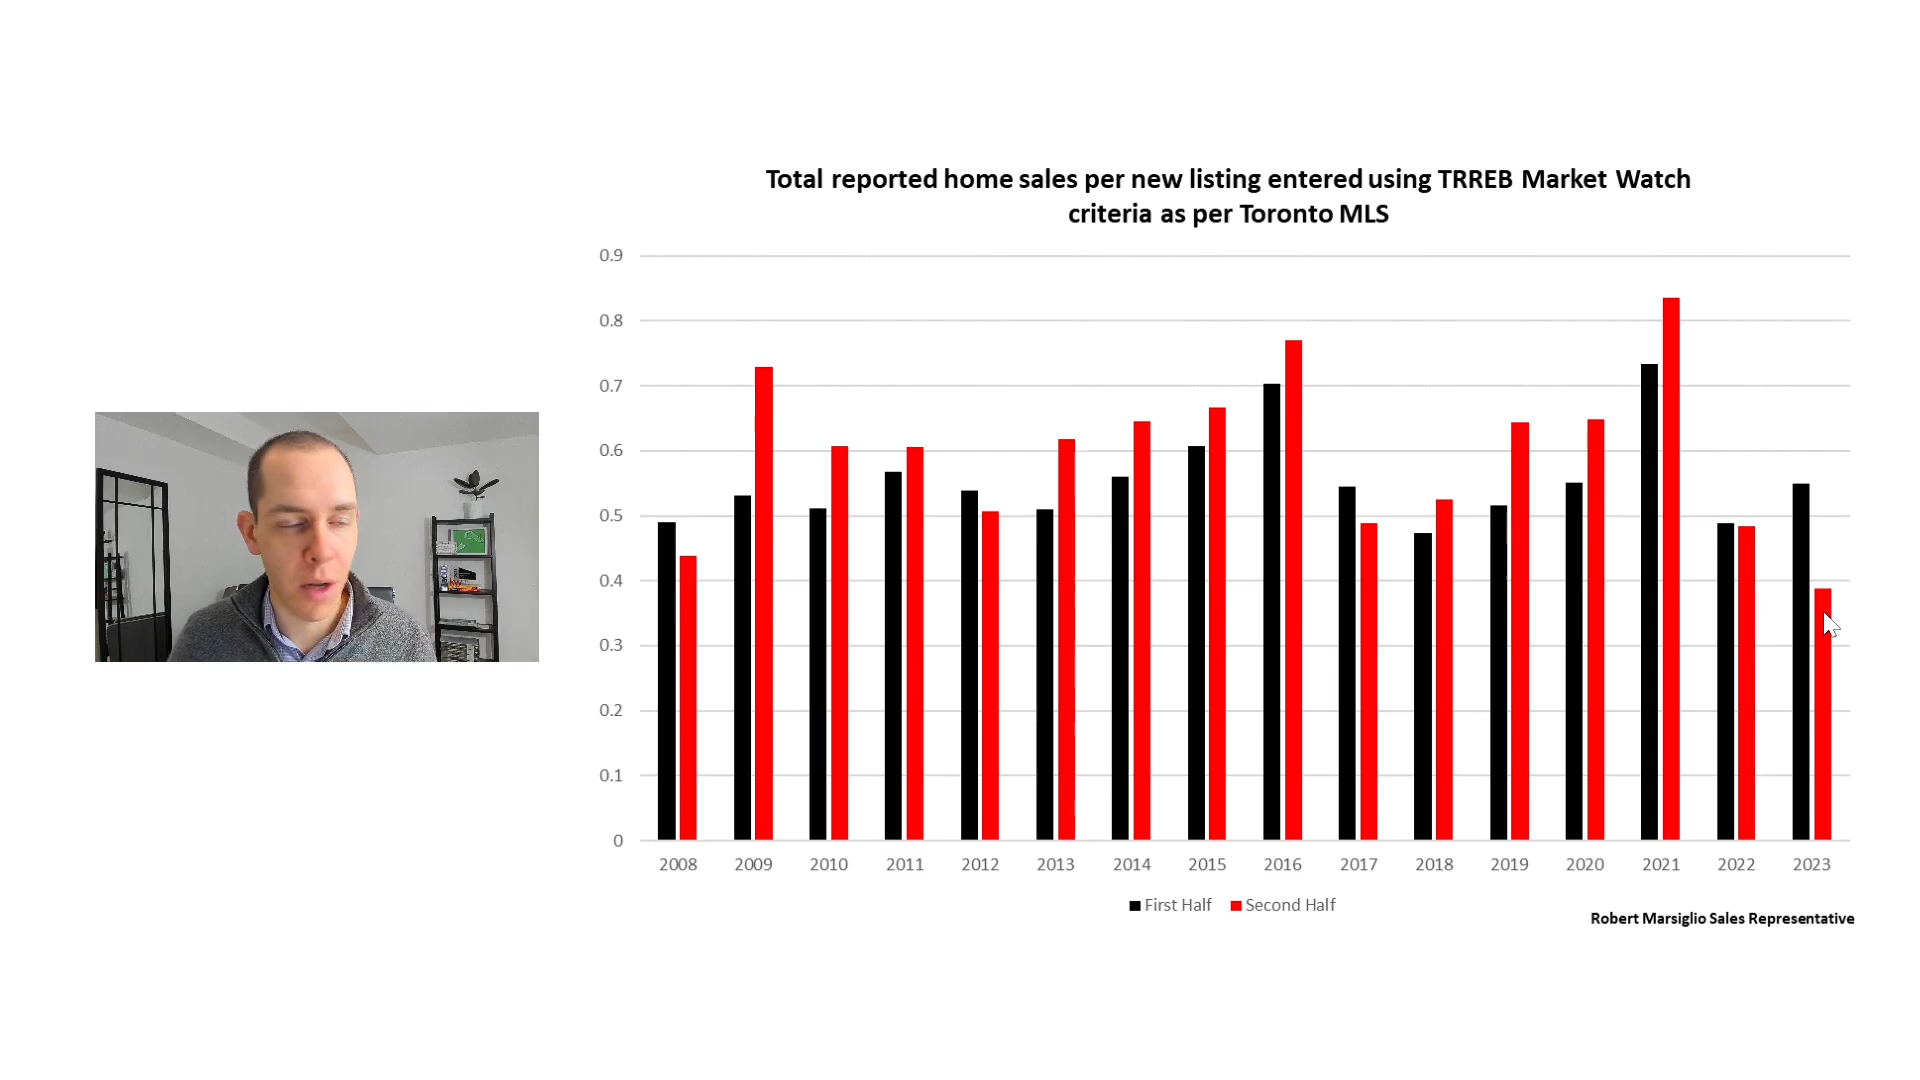 Total reported home sales per new listing entered using TRREB Market Watch
criteria as per Toronto MLS
0.9
0.8
0.7
0.6
0.5
0.4
0.3
0.2
0.1
0
2008 2009 2010 2011 2012 2013 2014 2015 2016 2017 2018 2019 2020 2021 2022 2023
First Half Second Half
Robert Marsiglio Sales Representative